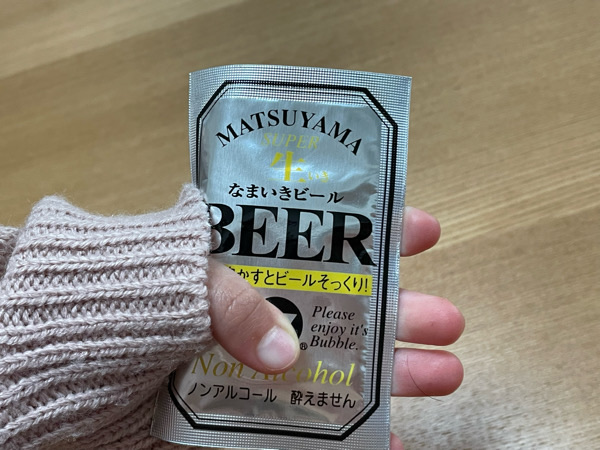 MATSUYAMA
生
なまいきビール
BEER
かすとビールそっくり!
Please
enjoy it's
Bubble.
®
Non Alcohol
ノンアルコール 酔えません